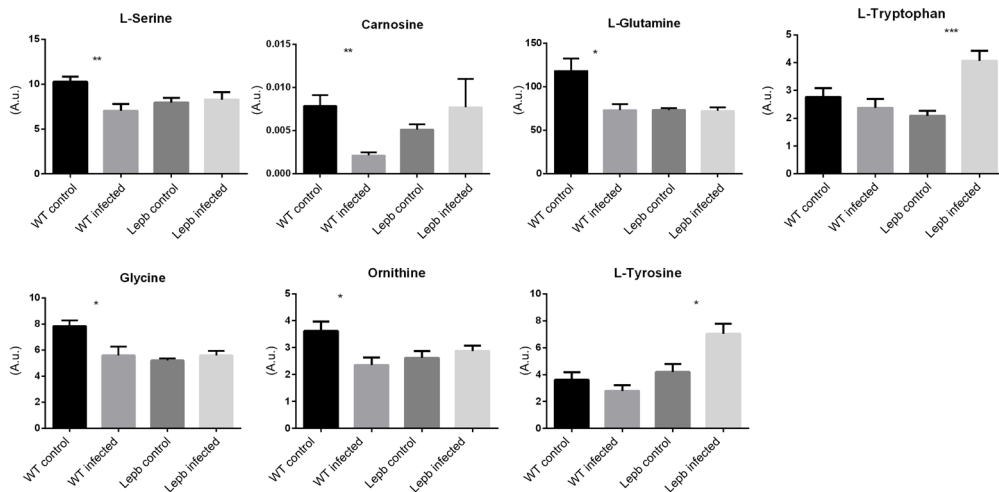 L-Serine
**
(A.u.)
15
10
5
0
WT control
WT infected
Lepb control
Lepb infected
Carnosine
**
(A.u.)
0.015
0.010
0.005
0.000
WT control
WT infected
Lepb control
Lepb infected
L-Glutamine
*
(A.u.)
150
100
50
0
WT control
WT infected
Lepb control
Lepb infected
L-Tryptophan
***
(A.u.)
5
4
3
2
1
0
WT control
WT infected
Lepb control
Lepb infected
Glycine
*
(A.u.)
10
8
6
4
2
0
WT control
WT infected
Lepb control
Lepb infected
Ornithine
*
(A.u.)
5
4
3
2
1
0
WT control
WT infected
Lepb control
Lepb infected
L-Tyrosine
*
(A.u.)
10
8
6
4
2
0
WT control
WT infected
Lepb control
Lepb infected